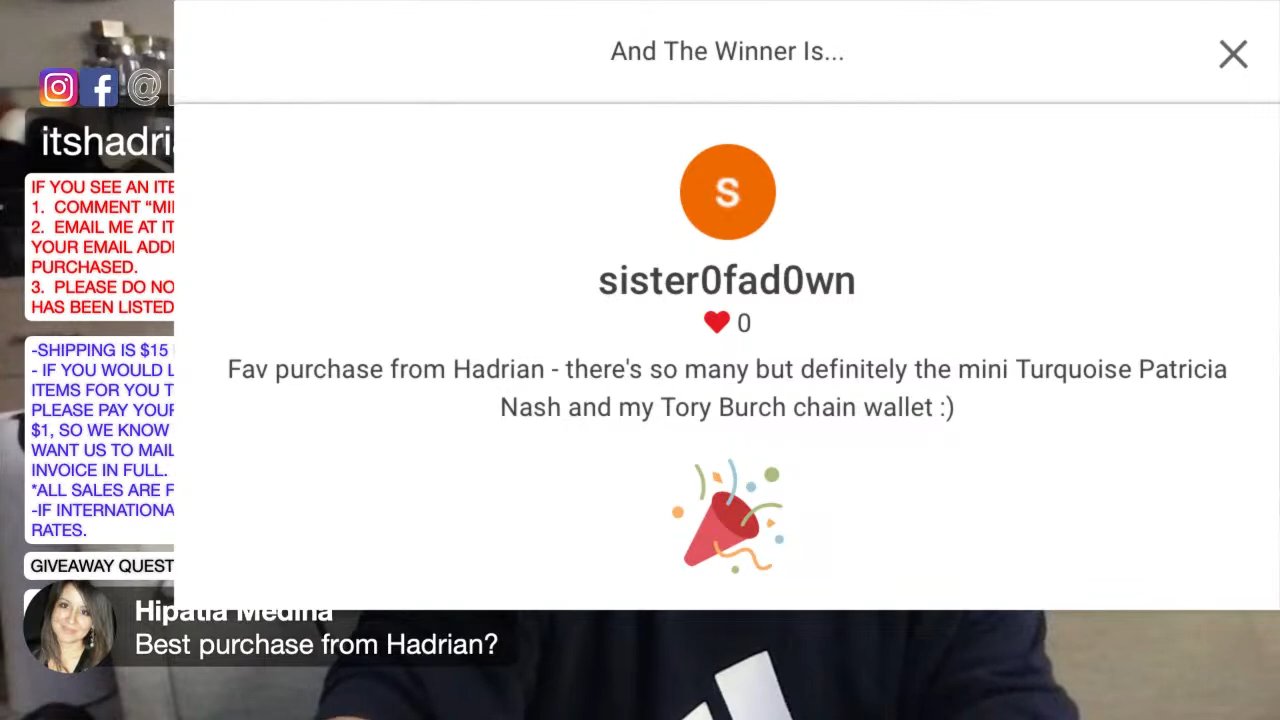 And The Winner Is...
@
itshadri
IF YOU SEE AN ITE
1. COMMENT “MI
2. EMAIL ME AT IT
YOUR EMAIL ADD
PURCHASED.
3. PLEASE DO NO
HAS BEEN LISTED
-SHIPPING IS $15
- IF YOU WOULD L
ITEMS FOR YOU T
PLEASE PAY YOUR
$1, SO WE KNOW
WANT US TO MAIL
INVOICE IN FULL.
*ALL SALES ARE F
-IF INTERNATIONA
RATES.
GIVEAWAY QUEST
S
sister0fad0wn
0
Fav purchase from Hadrian - there's so many but definitely the mini Turquoise Patricia
Nash and my Tory Burch chain wallet :)
Hipatia Medina
Best purchase from Hadrian?